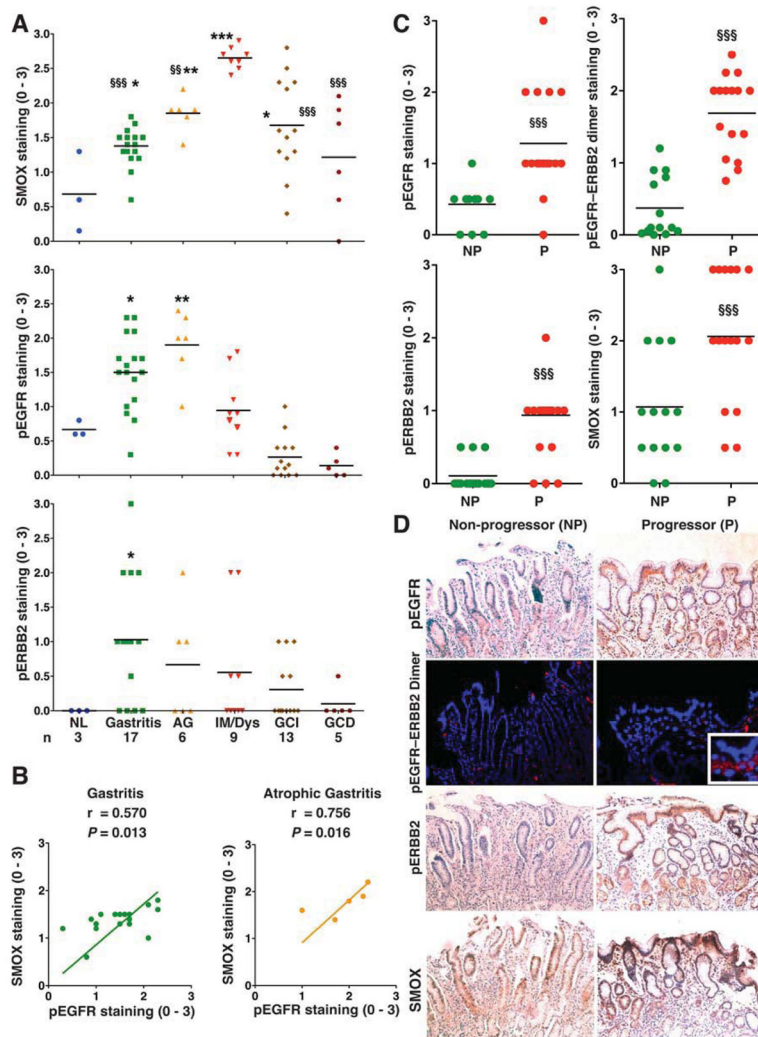 A
SMOX staining (0 - 3)
3.0
2.5
2.0
1.5
1.0
0.5
0.0
§§§ *
§§ **
***
*
§§§
§§§
pEGFR staining (0 - 3)
3.0
2.5
2.0
1.5
1.0
0.5
0.0
*
**
pERBB2 staining (0 - 3)
3.0
2.5
2.0
1.5
1.0
0.5
0.0
*
NL Gastritis AG IM/Dys GCI GCD
n 3 17 6 9 13 5
B
Gastritis
r = 0.570
P = 0.013
SMOX staining (0 - 3)
3
2
1
0
0 1 2 3
pEGFR staining (0 - 3)
Atrophic Gastritis
r = 0.756
P = 0.016
SMOX staining (0 - 3)
3
2
1
0
0 1 2 3
pEGFR staining (0 - 3)
C
pEGFR staining (0 - 3)
3
2
1
0
§§§
NP P
pEGFR–ERBB2 dimer staining (0 - 3)
3
2
1
0
§§§
NP P
pERBB2 staining (0 - 3)
3
2
1
0
§§§
NP P
SMOX staining (0 - 3)
3
2
1
0
§§§
NP P
D
Non-progressor (NP) Progressor (P)
pEGFR
pEGFR–ERBB2 Dimer
pERBB2
SMOX